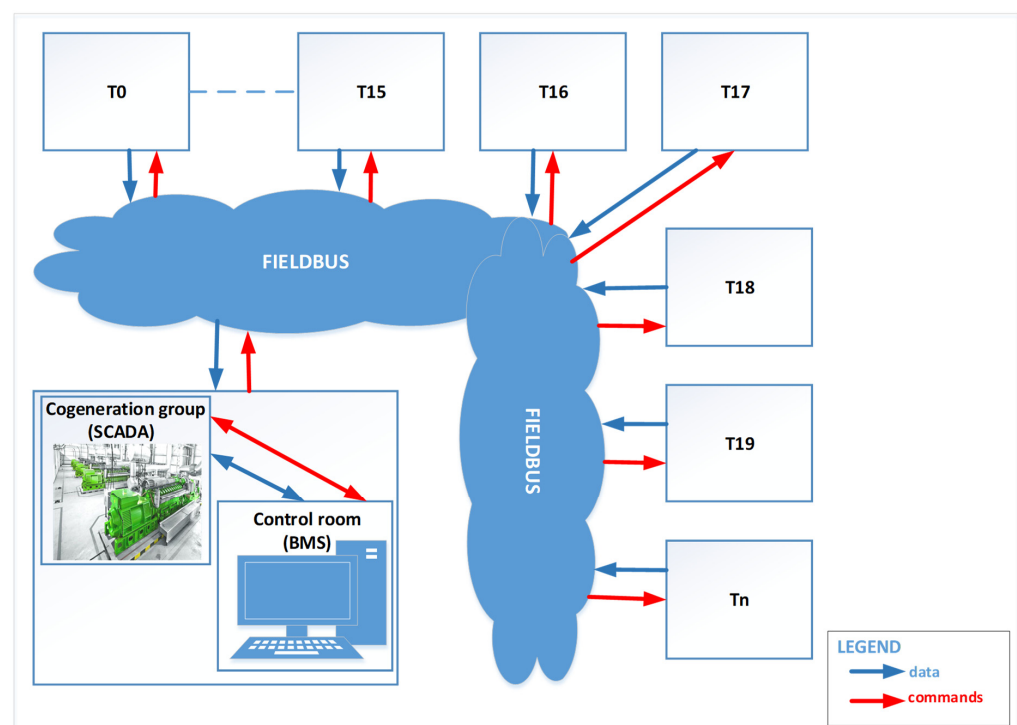 T0
T15
T16
T17
FIELDBUS
T18
FIELDBUS
T19
Tn
Cogeneration group
(SCADA)
Control room
(BMS)
LEGEND
data
commands